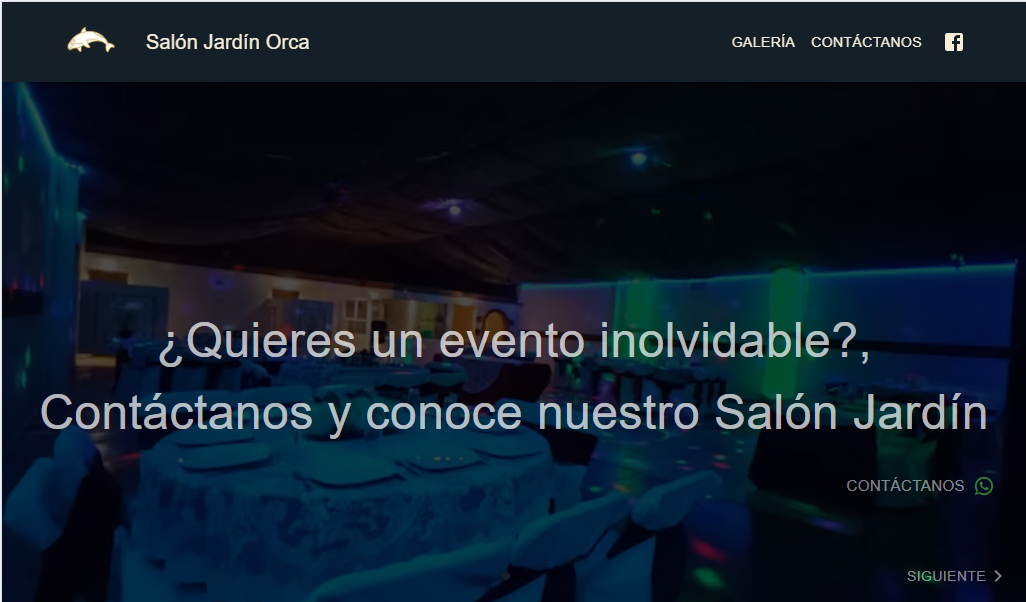 Salón Jardín Orca
GALERÍA
CONTÁCTANOS
¿Quieres un evento inolvidable?,
Contáctanos y conoce nuestro Salón Jardín
CONTÁCTANOS
SIGUIENTE